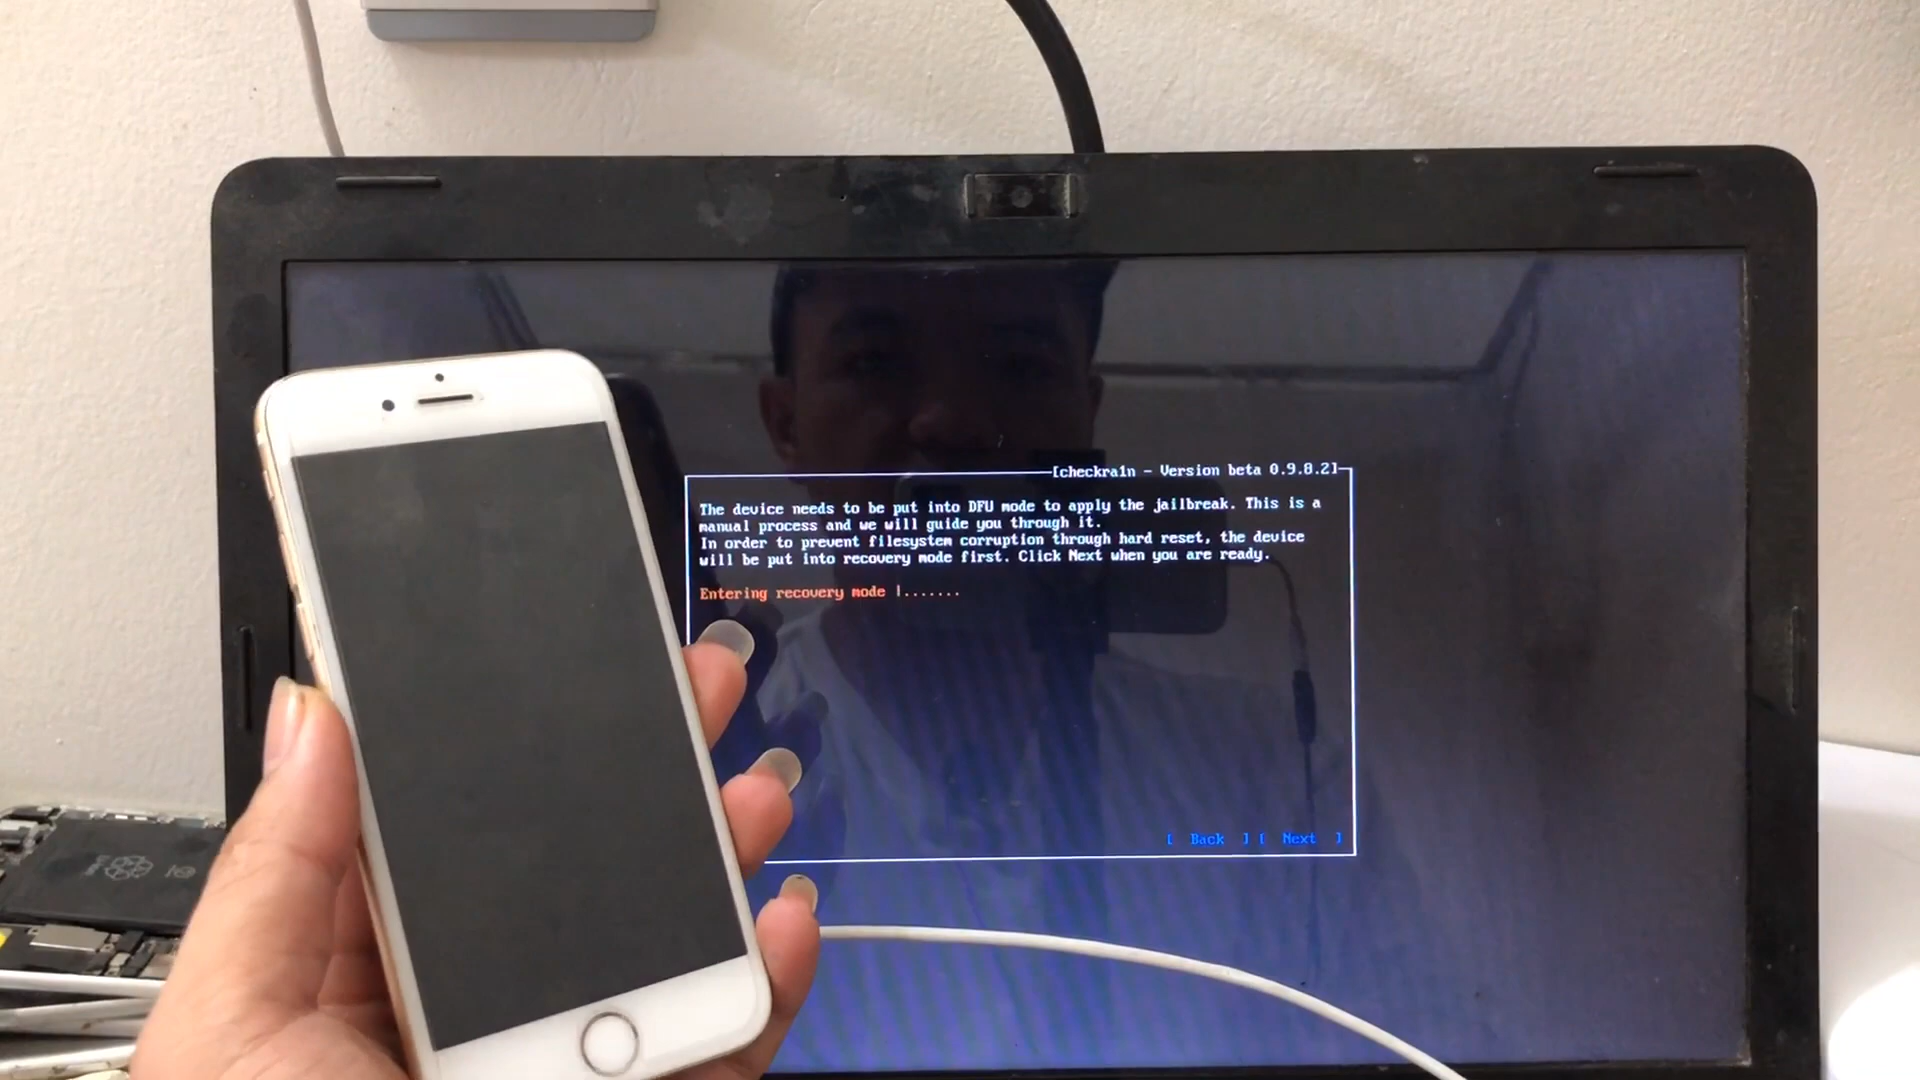 [checkra1n - Version beta 0.9.8.2]
The device needs to be put into DFU mode to apply the jailbreak. This is a
manual process and we will guide you through it.
In order to prevent filesystem corruption through hard reset, the device
will be put into recovery mode first. Click Next when you are ready.
Entering recovery mode |.......
[ Back ] [ Next ]